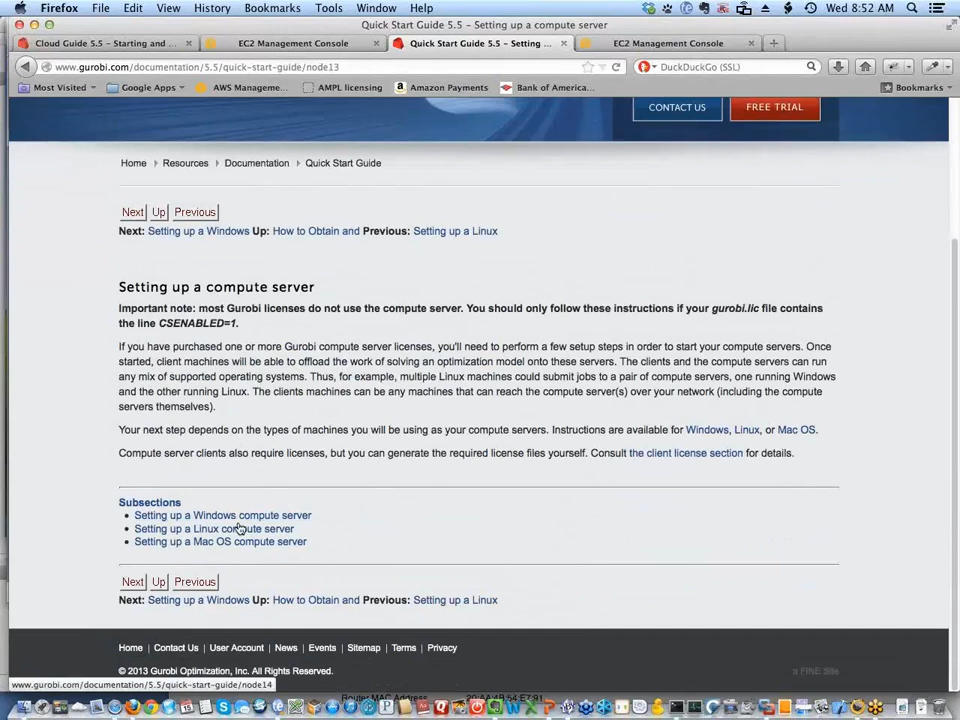 Firefox File Edit View History Bookmarks Tools Window Help Wed 8:52 AM
Quick Start Guide 5.5 - Setting up a compute server
Cloud Guide 5.5 - Starting and ... EC2 Management Console Quick Start Guide 5.5 - Setting ... EC2 Management Console
www.gurobi.com/documentation/5.5/quick-start-guide/node13 DuckDuckGo (SSL)
Most Visited Google Apps AWS Manageme... AMPL licensing Amazon Payments Bank of America... Bookmarks
CONTACT US FREE TRIAL
Home Resources Documentation Quick Start Guide
Next Up Previous
Next: Setting up a Windows Up: How to Obtain and Previous: Setting up a Linux
Setting up a compute server
Important note: most Gurobi licenses do not use the compute server. You should only follow these instructions if your gurobi.lic file contains
the line CSENABLED=1.
If you have purchased one or more Gurobi compute server licenses, you'll need to perform a few setup steps in order to start your compute servers. Once
started, client machines will be able to offload the work of solving an optimization model onto these servers. The clients and the compute servers can run
any mix of supported operating systems. Thus, for example, multiple Linux machines could submit jobs to a pair of compute servers, one running Windows
and the other running Linux. The clients machines can be any machines that can reach the compute server(s) over your network (including the compute
servers themselves).
Your next step depends on the types of machines you will be using as your compute servers. Instructions are available for Windows, Linux, or Mac OS.
Compute server clients also require licenses, but you can generate the required license files yourself. Consult the client license section for details.
Subsections
• Setting up a Windows compute server
• Setting up a Linux compute server
• Setting up a Mac OS compute server
Next Up Previous
Next: Setting up a Windows Up: How to Obtain and Previous: Setting up a Linux
Home | Contact Us | User Account | News | Events | Sitemap | Terms | Privacy
© 2013 Gurobi Optimization, Inc. All Rights Reserved. a FINE Site
www.gurobi.com/documentation/5.5/quick-start-guide/node14
Router MAC Address